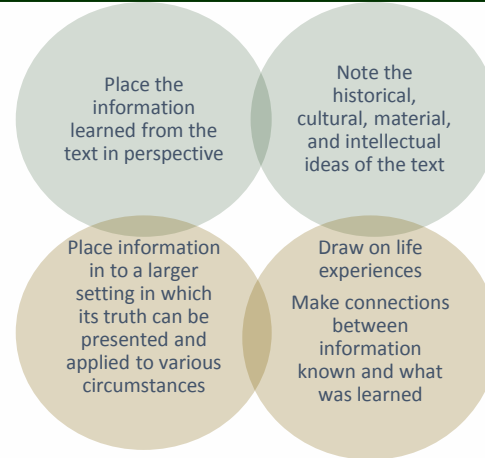 Place the
information
learned from the
text in perspective
Note the
historical,
cultural, material,
and intellectual
ideas of the text
Place information
in to a larger
setting in which
its truth can be
presented and
applied to various
circumstances
Draw on life
experiences
Make connections
between
information
known and what
was learned